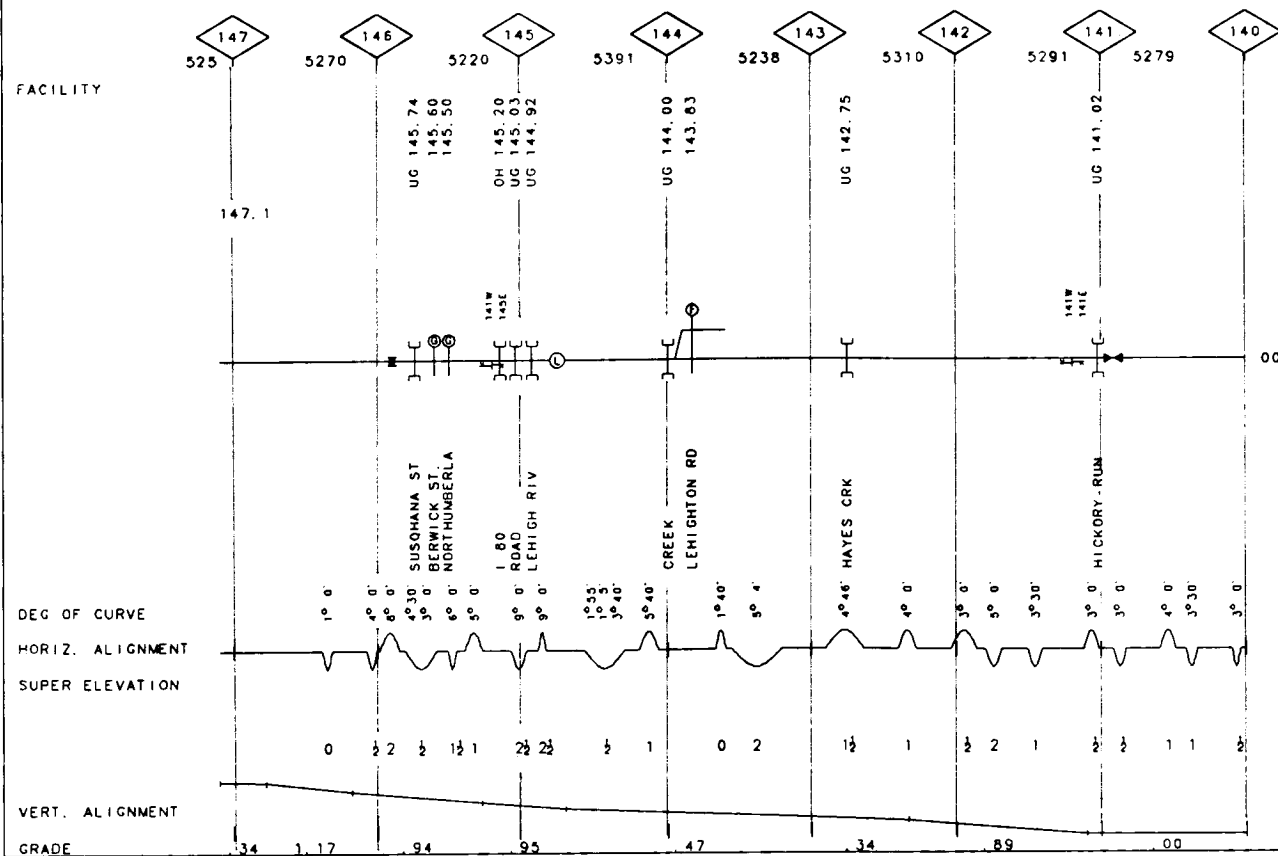 147 146 145 144 143 142 141 140
525 5270 5220 5391 5238 5310 5291 5279
FACILITY
UG 145.74
145.60
145.50
OH 145.20
UG 145.03
UG 144.92
UG 144.00
143.83
UG 142.75
UG 141.02
147.1
141W
145E
141W
141E
G G
L
00
SUSQHANA ST
BERWICK ST.
NORTHUMBERLA
I 80
ROAD
LEHIGH RIV
CREEK
LEHIGHTON RD
HAYES CRK
HICKORY-RUN
DEG OF CURVE
1° 0' 4° 0' 8° 0' 4°30' 3° 0' 6° 0' 5° 0' 9° 0' 9° 0' 1°55' 1° 5' 3°40' 5°40' 1°40' 5° 4' 4°46' 4° 0' 3° 0' 5° 0' 3°30' 3° 0' 3° 0' 4° 0' 3°30' 3° 0'
HORIZ. ALIGNMENT
SUPER ELEVATION
0 ½ 2 ½ 1½ 1 2½ 2½ ½ 1 0 2 1½ 1 ½ 2 1 ½ ½ 1 1 ½
VERT. ALIGNMENT
GRADE .34 1.17 .94 .95 .47 .34 .89 .00